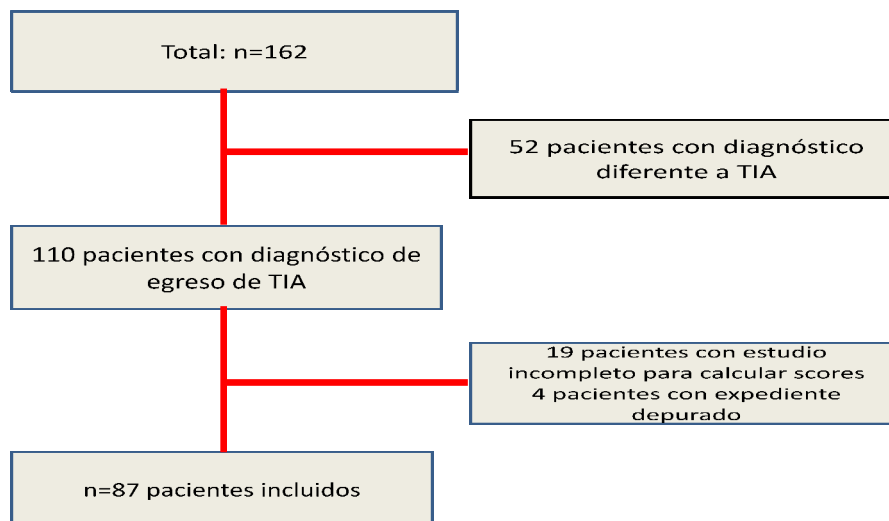 Total: n=162
52 pacientes con diagnóstico
diferente a TIA
110 pacientes con diagnóstico de
egreso de TIA
19 pacientes con estudio
incompleto para calcular scores
4 pacientes con expediente
depurado
n=87 pacientes incluidos